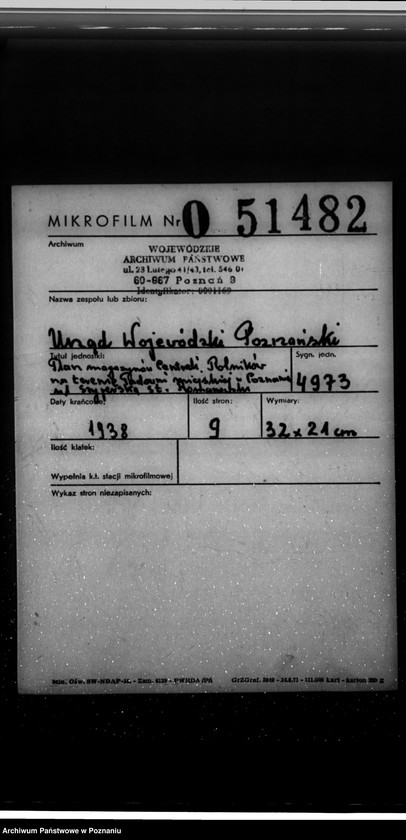 MIKROFILM Nr 0 51482
Archiwum
WOJEWÓDZKIE
ARCHIWUM PAŃSTWOWE
ul. 23 Lutego 41/43, tel. 546 01
60-967 Poznań 9
Identyfikator: 0001169
Nazwa zespołu lub zbioru:
Urząd Wojewódzki Poznański
Tytuł jednostki:
Plan magazynów Centrali Rolników
na terenie miejskiej w Poznaniu
Sygn. jedn.
4973
Daty krańcowe:
1938
Ilość stron:
9
Wymiary:
32 x 21 cm
Ilość klatek:
Wypełnia k.t. stacji mikrofilmowej
Wykaz stron niezapisanych:
Archiwum Państwowe w Poznaniu